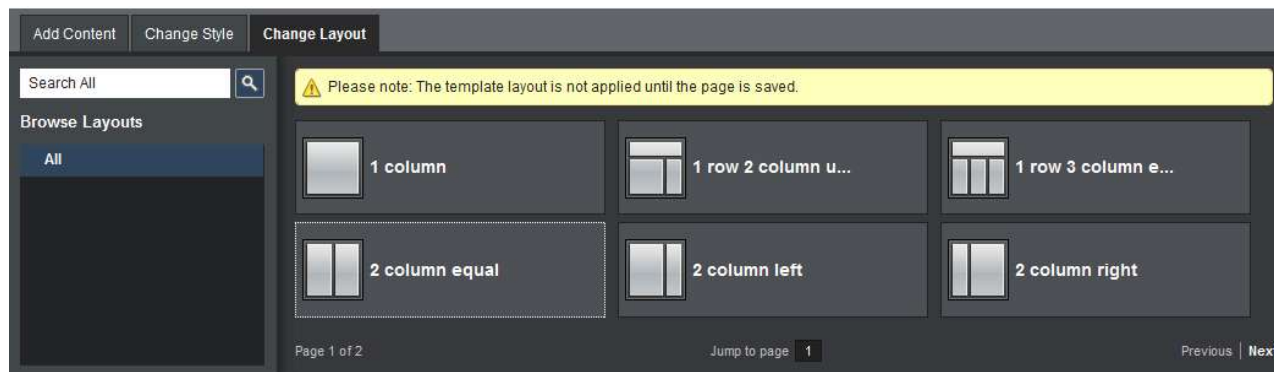 Add Content Change Style Change Layout
Search All
Please note: The template layout is not applied until the page is saved.
Browse Layouts
All
1 column
1 row 2 column u...
1 row 3 column e...
2 column equal
2 column left
2 column right
Page 1 of 2
Jump to page 1
Previous | Nex